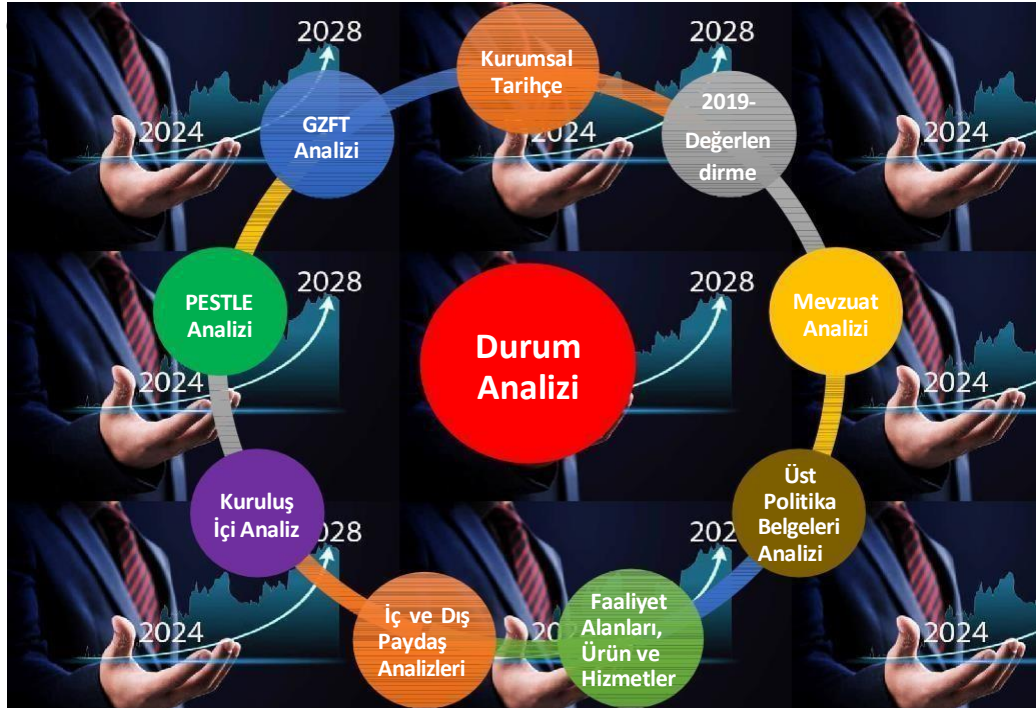 2028
2024
GZFT
Analizi
Kurumsal
Tarihçe
2028
2024
2019-
Değerlen
dirme
2024
PESTLE
Analizi
2028
2024
Durum
Analizi
2028
Mevzuat
Analizi
2024
Kuruluş
İçi Analiz
2028
2024
Üst
Politika
Belgeleri
Analizi
2024
İç ve Dış
Paydaş
Analizleri
Faaliyet
Alanları,
Ürün ve
Hizmetler